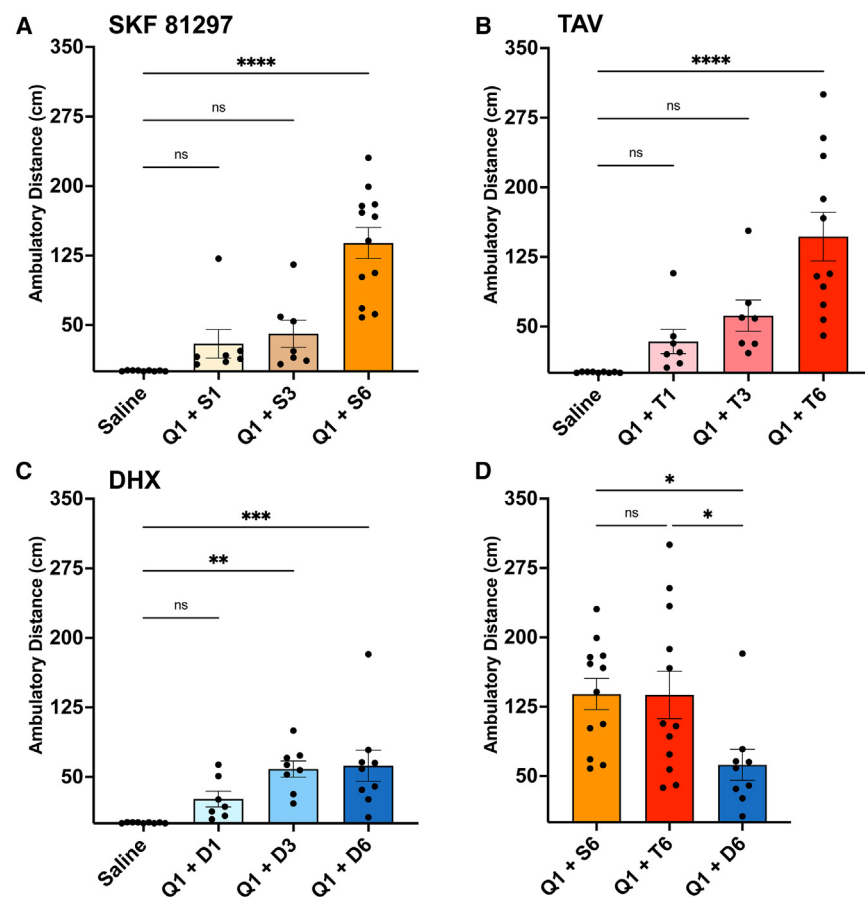 A
SKF 81297
Ambulatory Distance (cm)
350
275
200
125
50
****
ns
ns
Saline
Q1 + S1
Q1 + S3
Q1 + S6
B
TAV
Ambulatory Distance (cm)
350
275
200
125
50
****
ns
ns
Saline
Q1 + T1
Q1 + T3
Q1 + T6
C
DHX
Ambulatory Distance (cm)
350
275
200
125
50
***
**
ns
Saline
Q1 + D1
Q1 + D3
Q1 + D6
D
Ambulatory Distance (cm)
350
275
200
125
50
*
ns
*
Q1 + S6
Q1 + T6
Q1 + D6